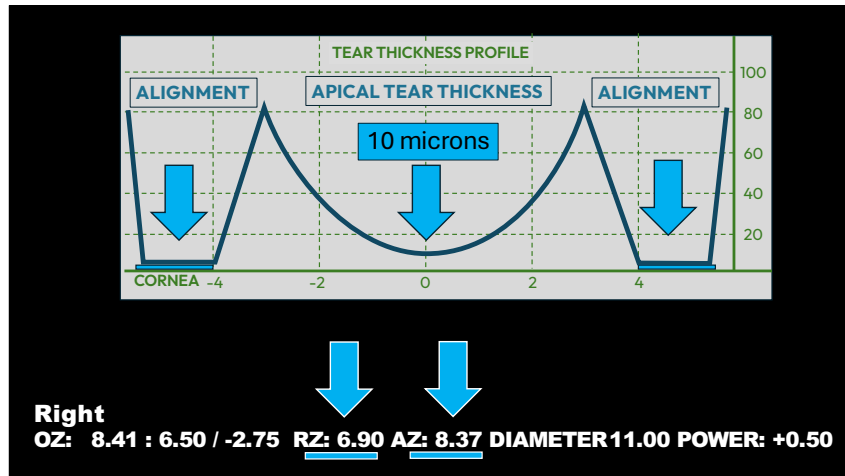 TEAR THICKNESS PROFILE
100
ALIGNMENT APICAL TEAR THICKNESS ALIGNMENT
80
10 microns
60
40
20
CORNEA -4 -2 0 2 4
Right
OZ: 8.41 : 6.50 / -2.75 RZ: 6.90 AZ: 8.37 DIAMETER 11.00 POWER: +0.50